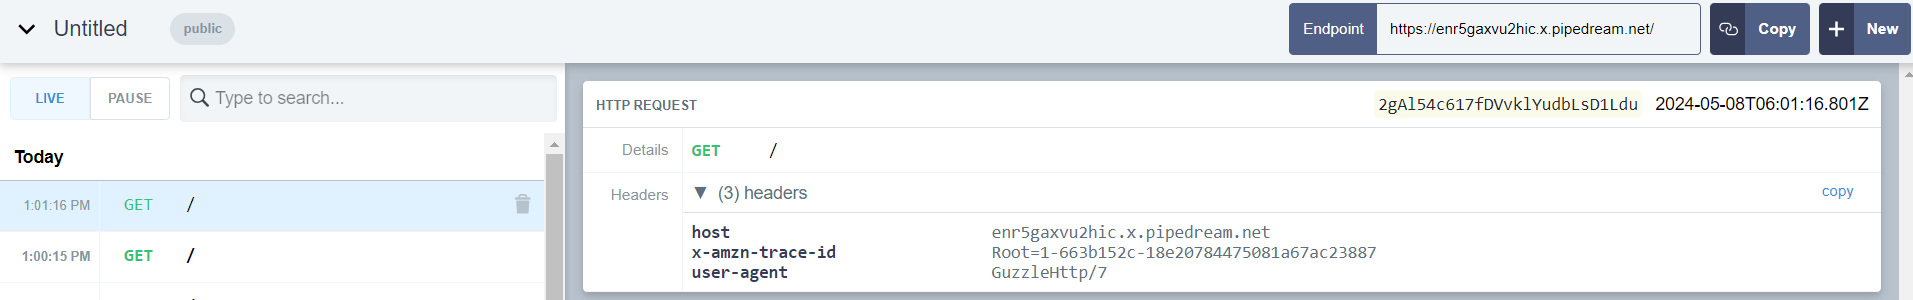 Untitled public Endpoint https://enr5gaxvu2hic.x.pipedream.net/ Copy New
LIVE PAUSE Type to search...
Today
1:01:16 PM GET /
1:00:15 PM GET /
HTTP REQUEST 2gAl54c617fDVvklYudbLsD1Ldu 2024-05-08T06:01:16.801Z
Details GET /
Headers ▼ (3) headers copy
host enr5gaxvu2hic.x.pipedream.net
x-amzn-trace-id Root=1-663b152c-18e20784475081a67ac23887
user-agent GuzzleHttp/7